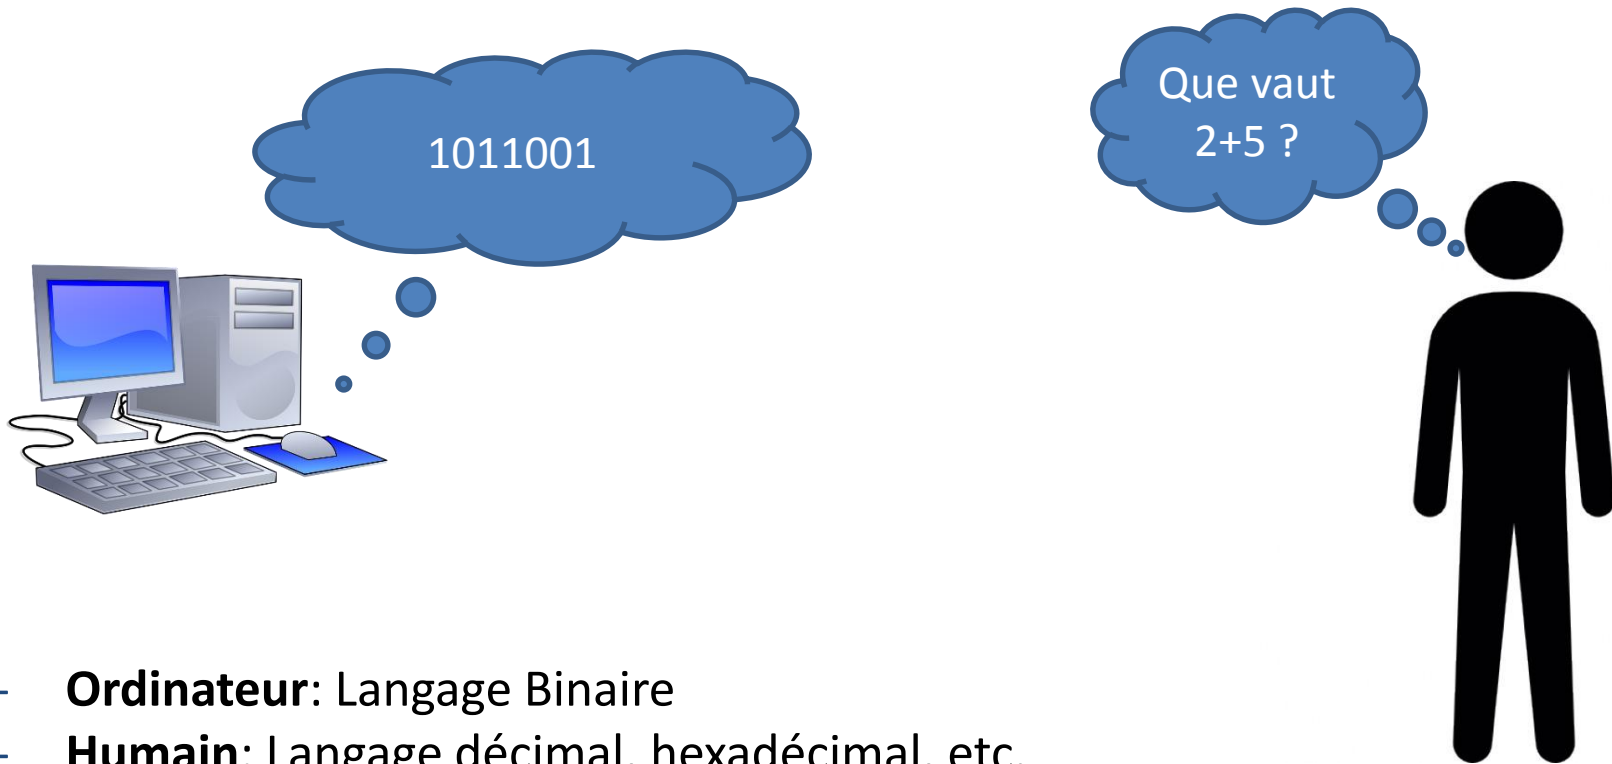 1011001
Que vaut
2+5 ?
- Ordinateur: Langage Binaire
- Humain: Langage décimal, hexadécimal, etc.